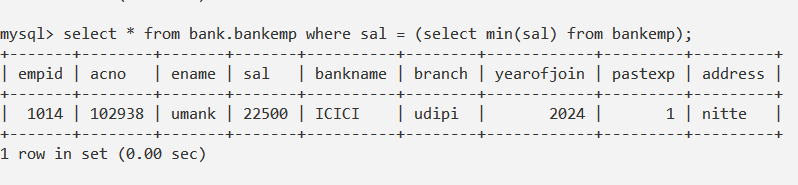 mysql> select * from bank.bankemp where sal = (select min(sal) from bankemp);
+-------+--------+-------+-------+----------+--------+------------+---------+---------+
| empid | acno   | ename | sal   | bankname | branch | yearofjoin | pastexp | address |
+-------+--------+-------+-------+----------+--------+------------+---------+---------+
|  1014 | 102938 | umank | 22500 | ICICI    | udipi  |       2024 |       1 | nitte   |
+-------+--------+-------+-------+----------+--------+------------+---------+---------+
1 row in set (0.00 sec)